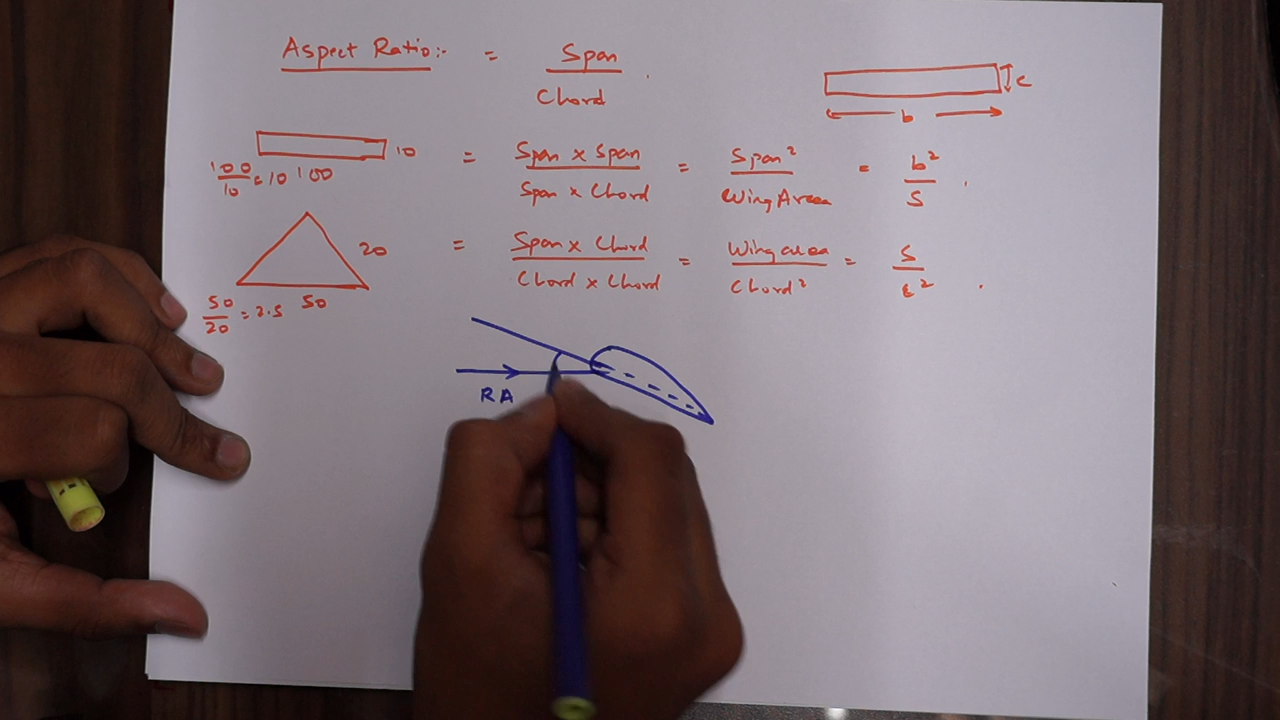 Aspect Ratio:- = Span / Chord .
c
b
10
100 / 10 = 10 100
= Span x Span / Span x Chord = Span² / Wing Area = b² / S .
20
50 / 20 = 2.5 50
= Span x Chord / Chord x Chord = Wing area / Chord² = S / c² .
RA